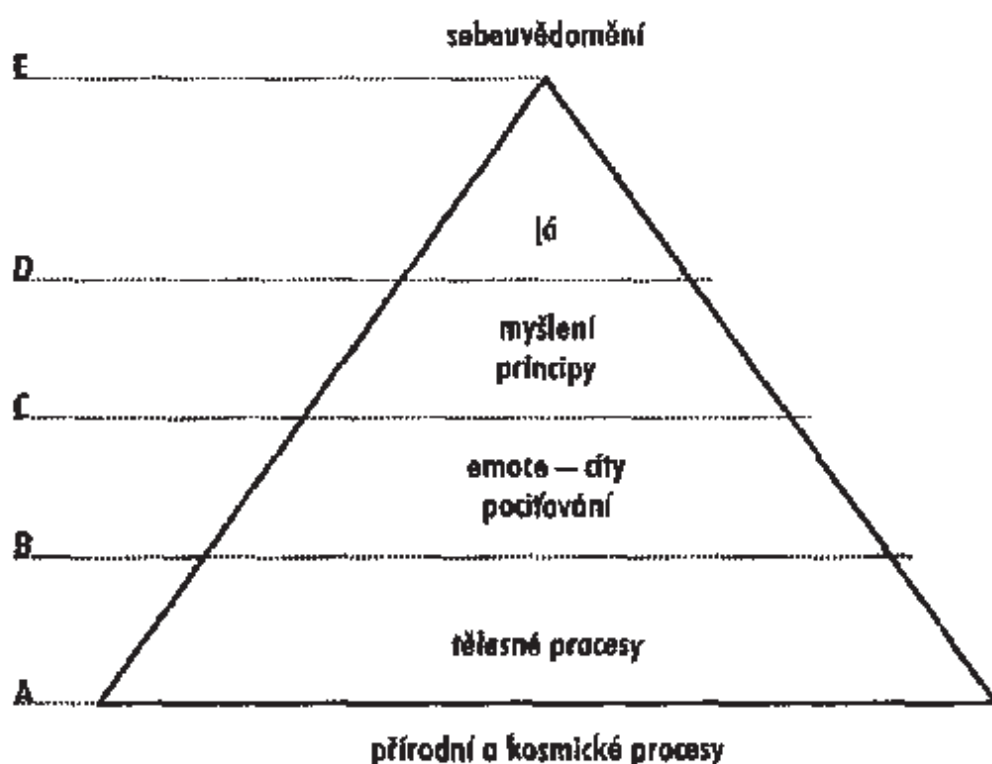 sebeuvědomění
E
Já
D
myšlení
principy
C
emoce – city
pociťování
B
tělesné procesy
A
přírodní a kosmické procesy